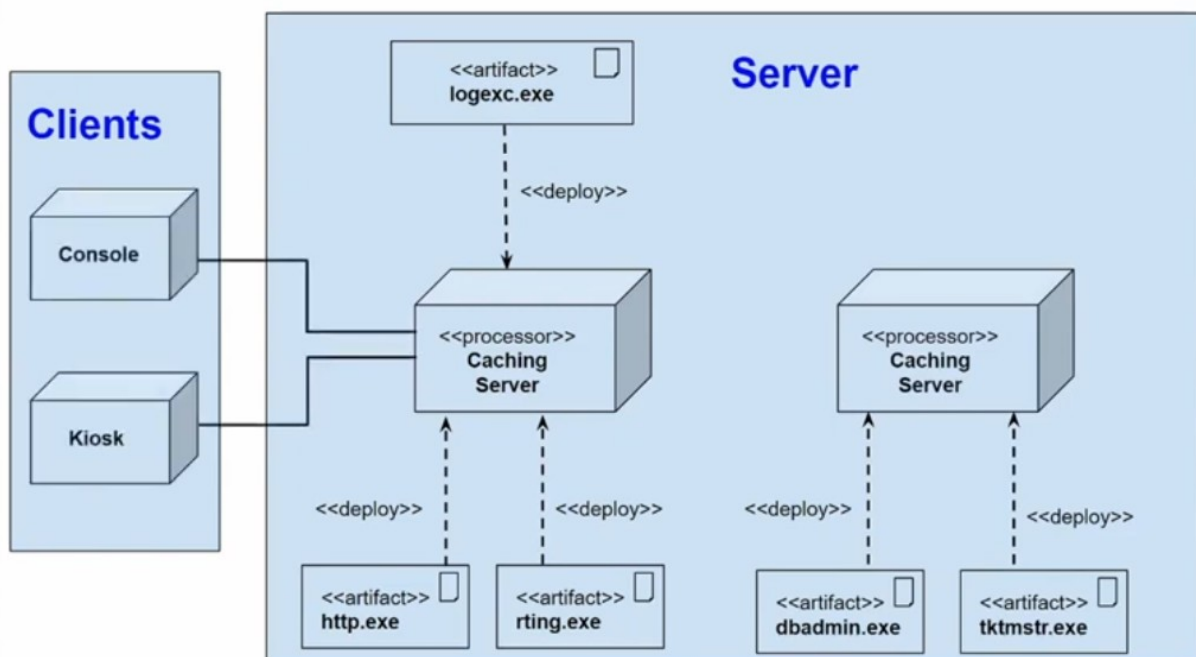 Clients
Console
Kiosk
Server
<<artifact>>
logexc.exe
<<deploy>>
<<processor>>
Caching
Server
<<processor>>
Caching
Server
<<deploy>>
<<deploy>>
<<deploy>>
<<deploy>>
<<artifact>>
http.exe
<<artifact>>
rting.exe
<<artifact>>
dbadmin.exe
<<artifact>>
tktmstr.exe